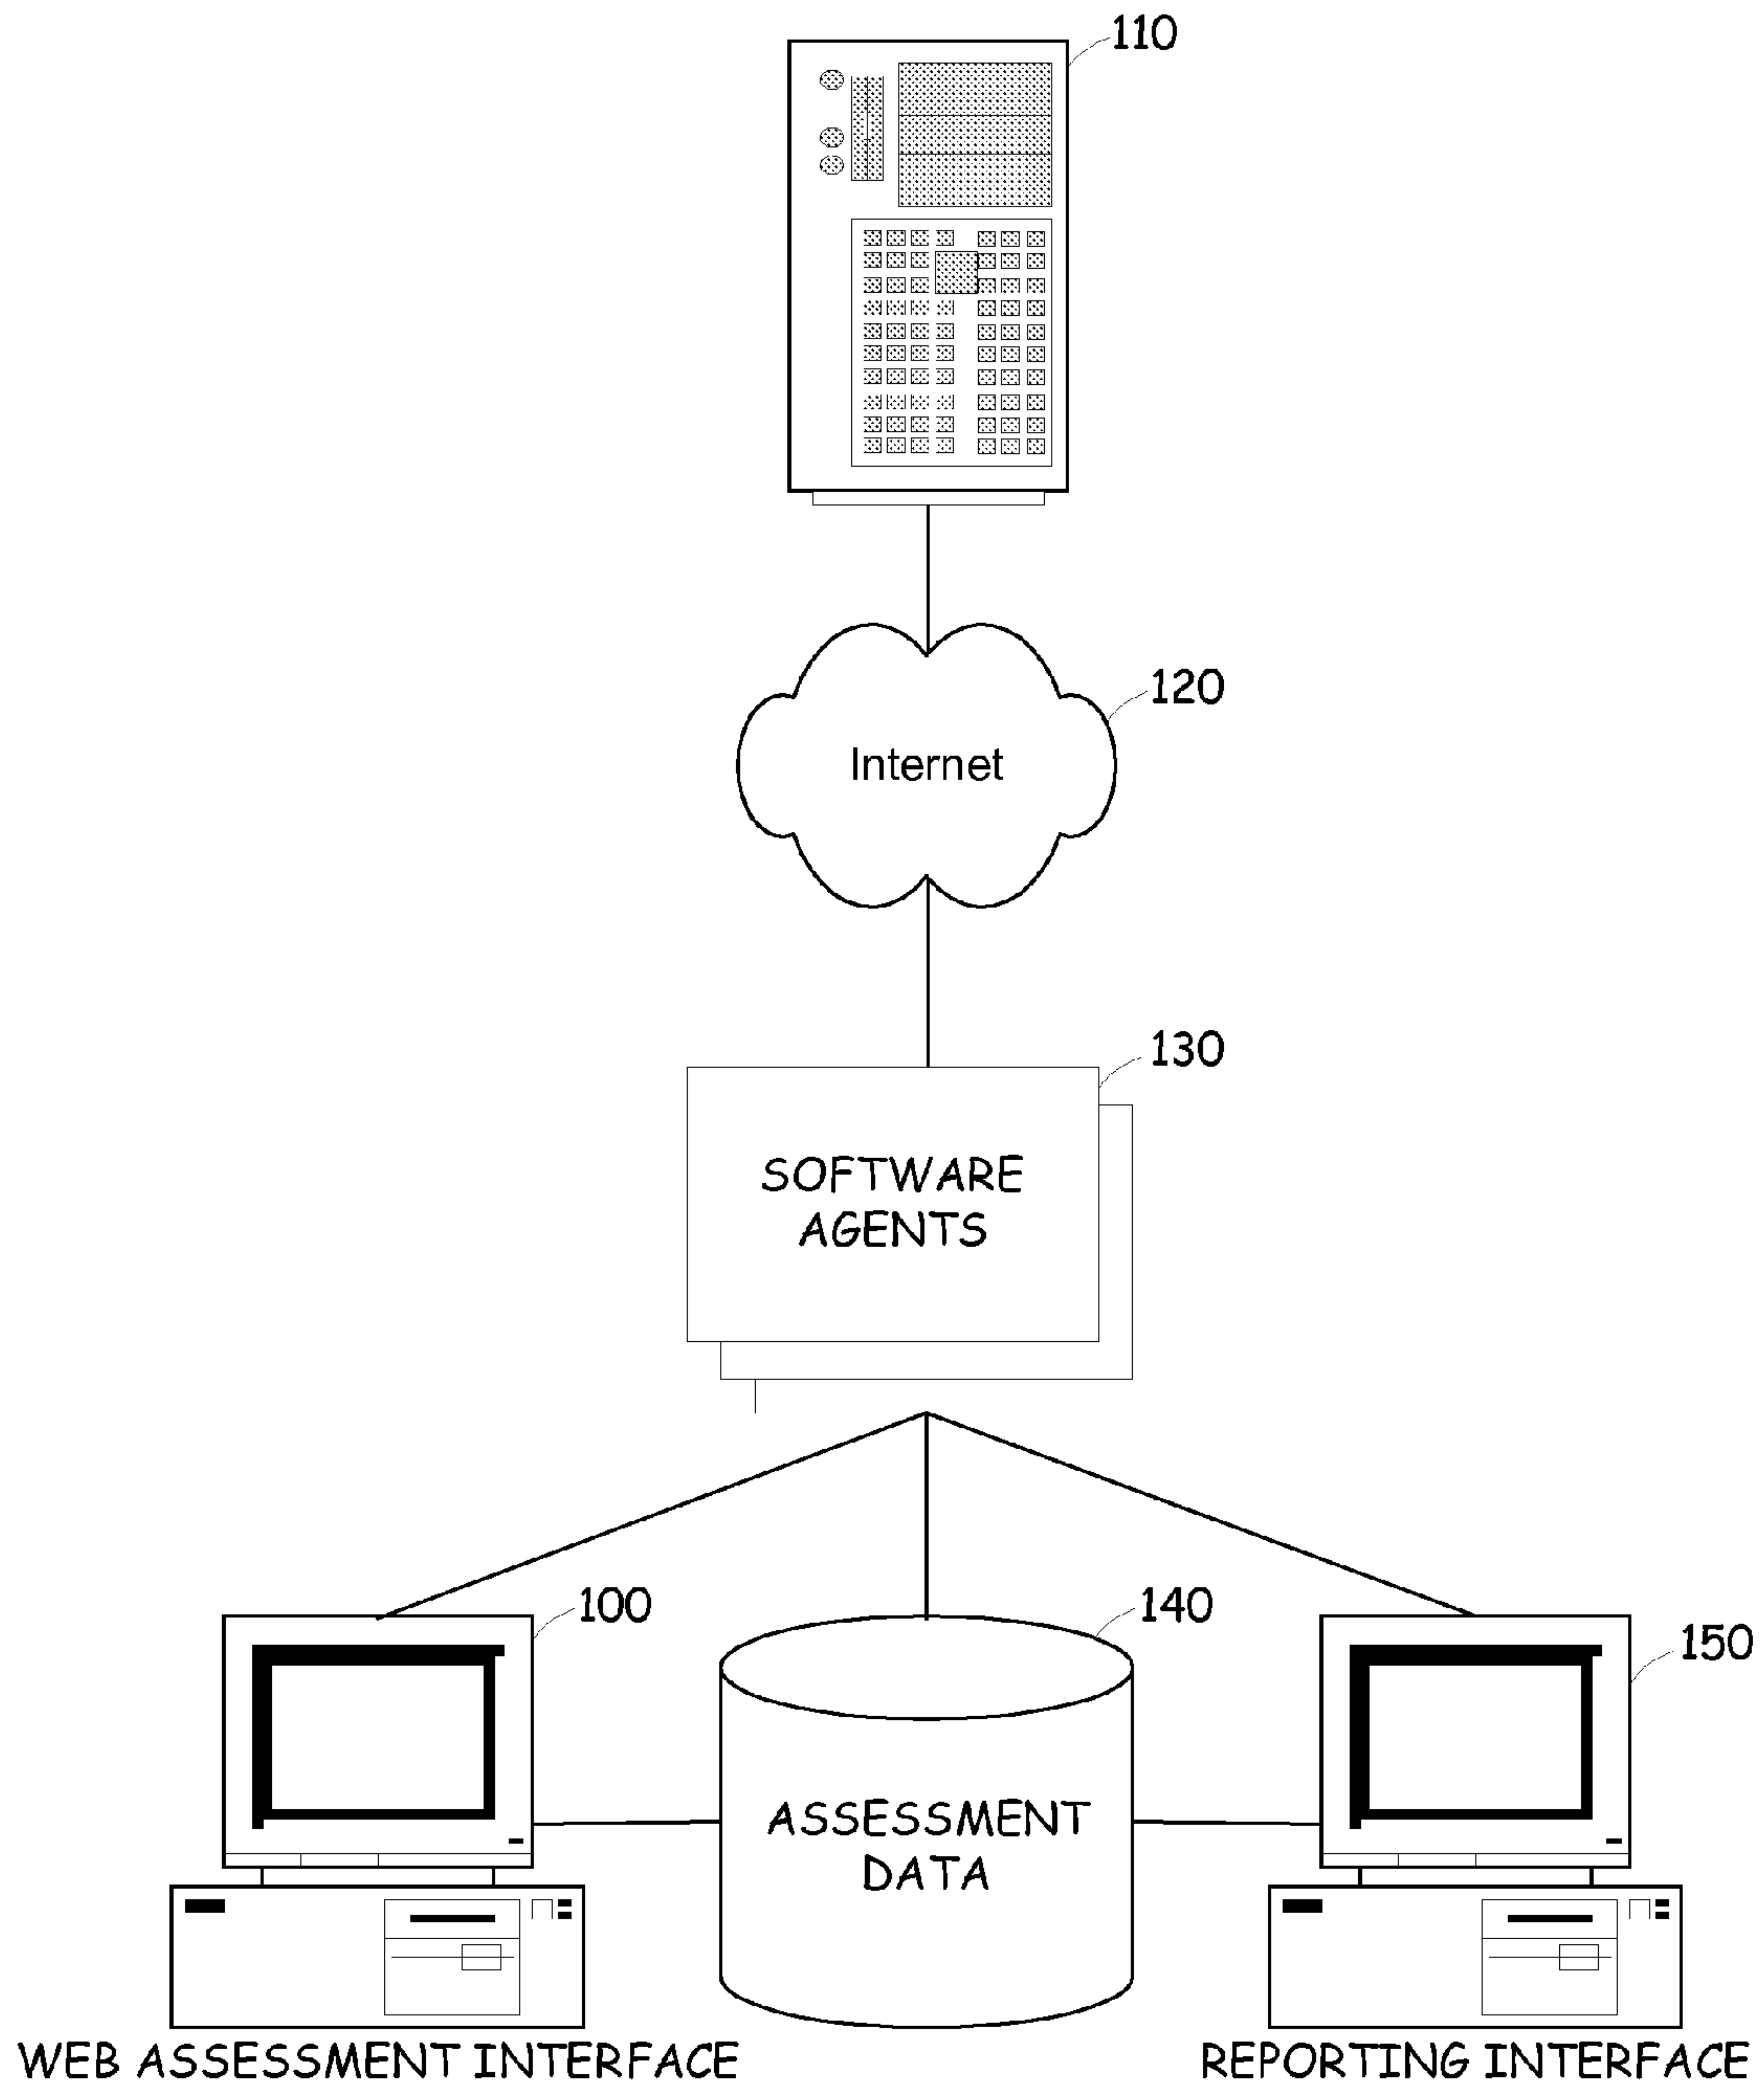 110
120
Internet
130
SOFTWARE
AGENTS
100
140
150
ASSESSMENT
DATA
WEB ASSESSMENT INTERFACE
REPORTING INTERFACE